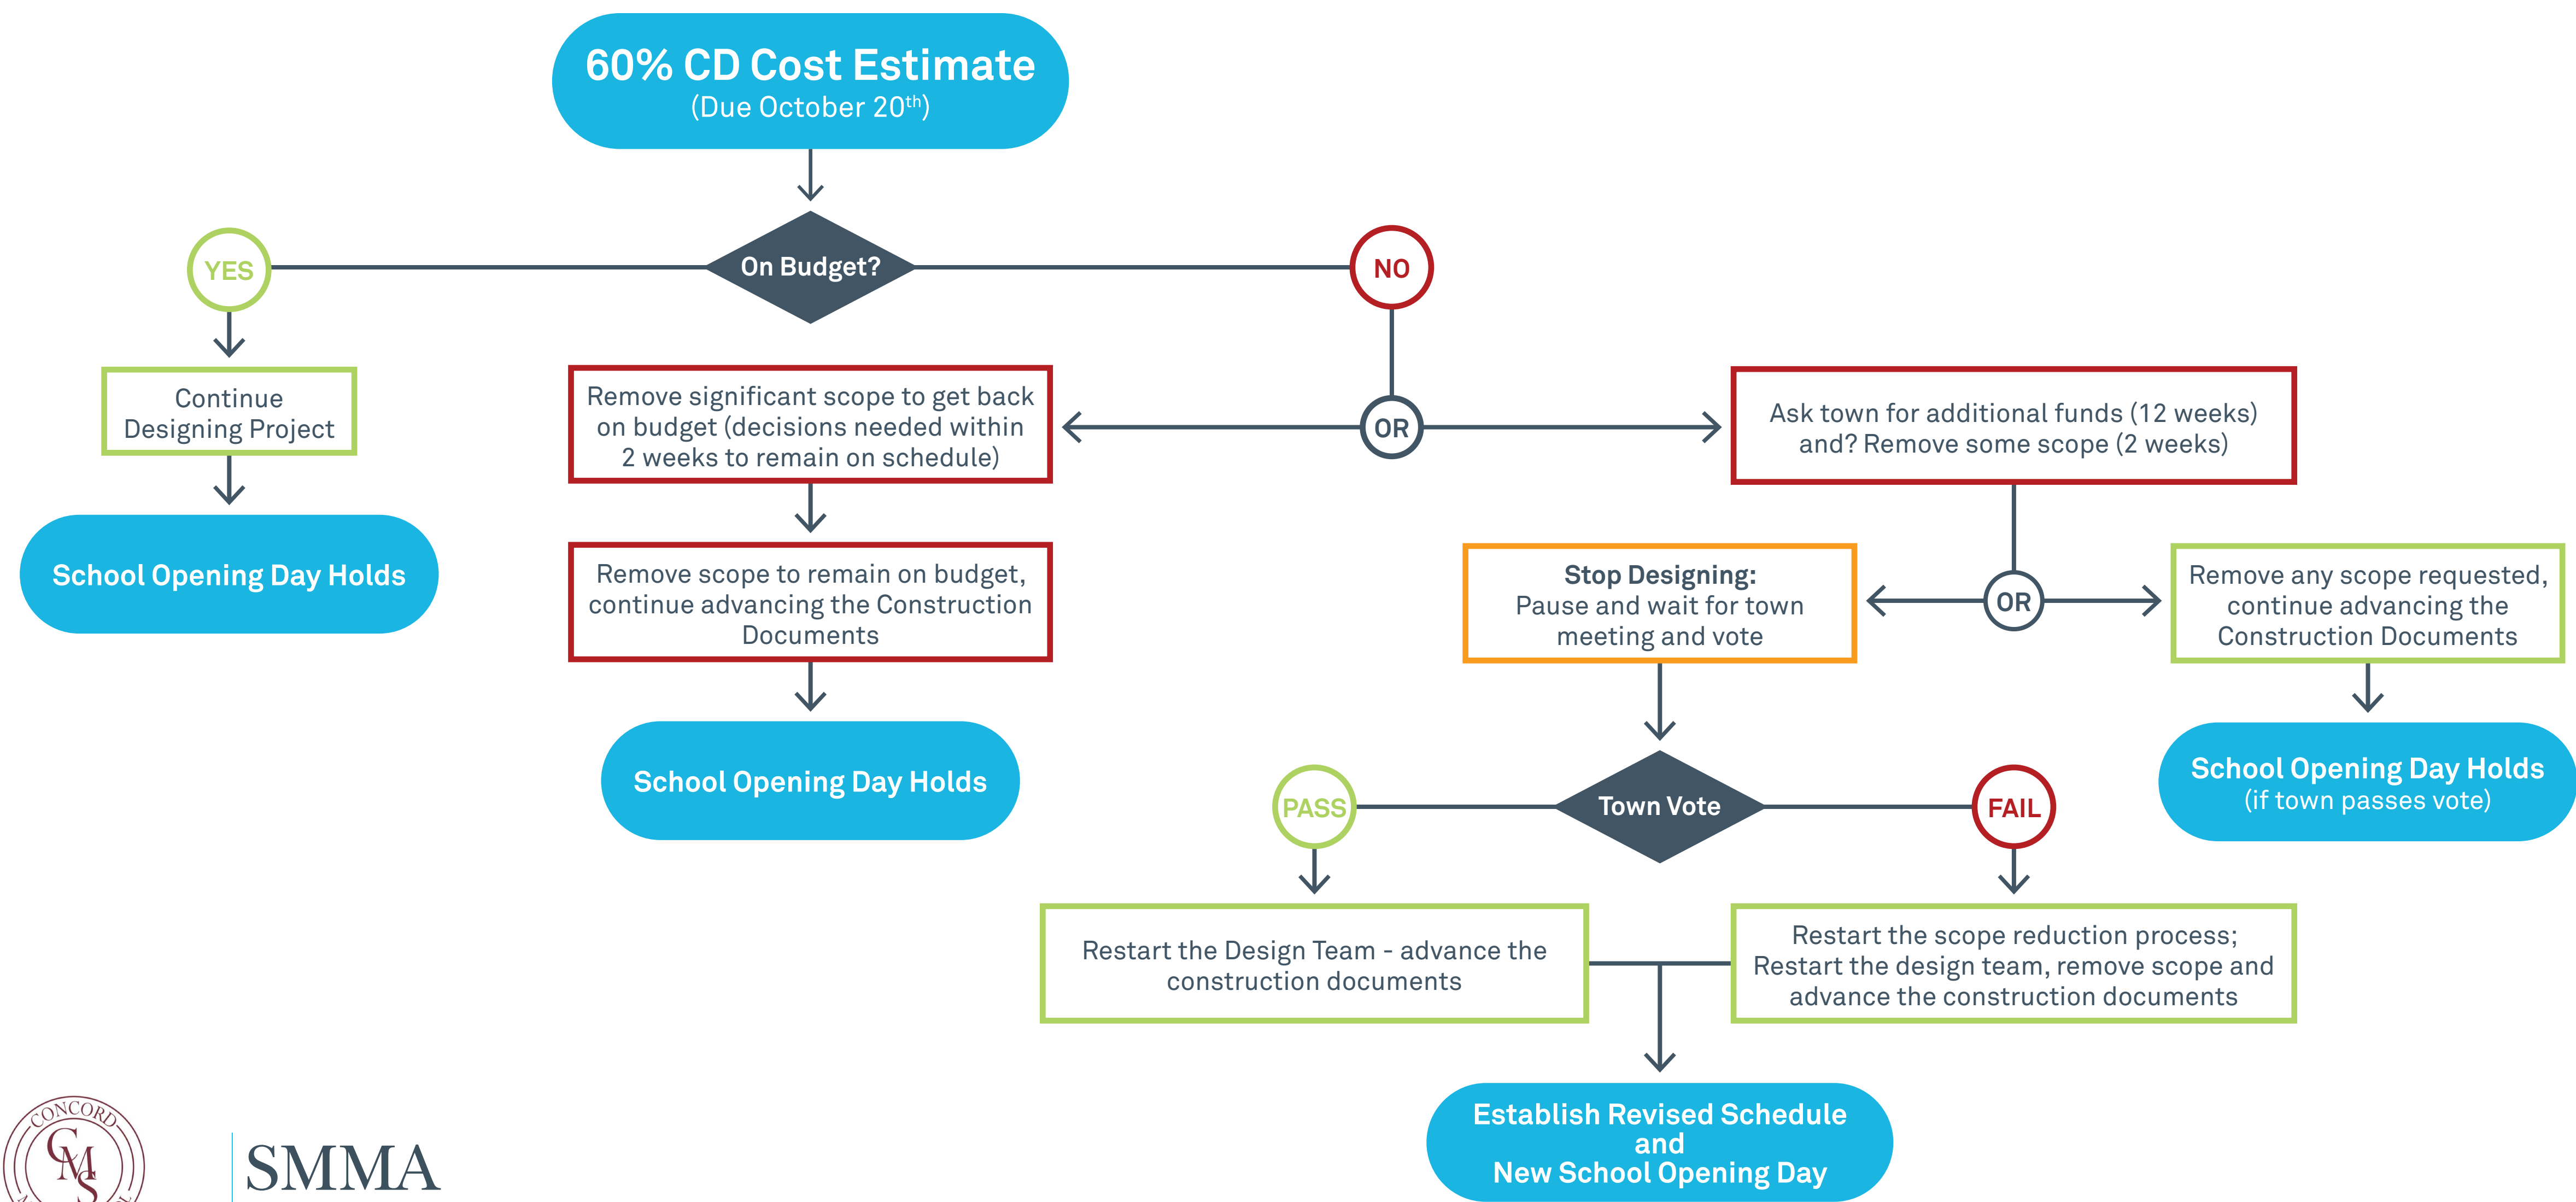 60% CD Cost Estimate
(Due October 20th)
On Budget?
YES
NO
Continue
Designing Project
School Opening Day Holds
Remove significant scope to get back
on budget (decisions needed within
2 weeks to remain on schedule)
OR
Ask town for additional funds (12 weeks)
and? Remove some scope (2 weeks)
Remove scope to remain on budget,
continue advancing the Construction
Documents
School Opening Day Holds
Stop Designing:
Pause and wait for town
meeting and vote
OR
Remove any scope requested,
continue advancing the
Construction Documents
School Opening Day Holds
(if town passes vote)
Town Vote
PASS
FAIL
Restart the Design Team - advance the
construction documents
Restart the scope reduction process;
Restart the design team, remove scope and
advance the construction documents
Establish Revised Schedule
and
New School Opening Day
CONCORD
CMS
SMMA